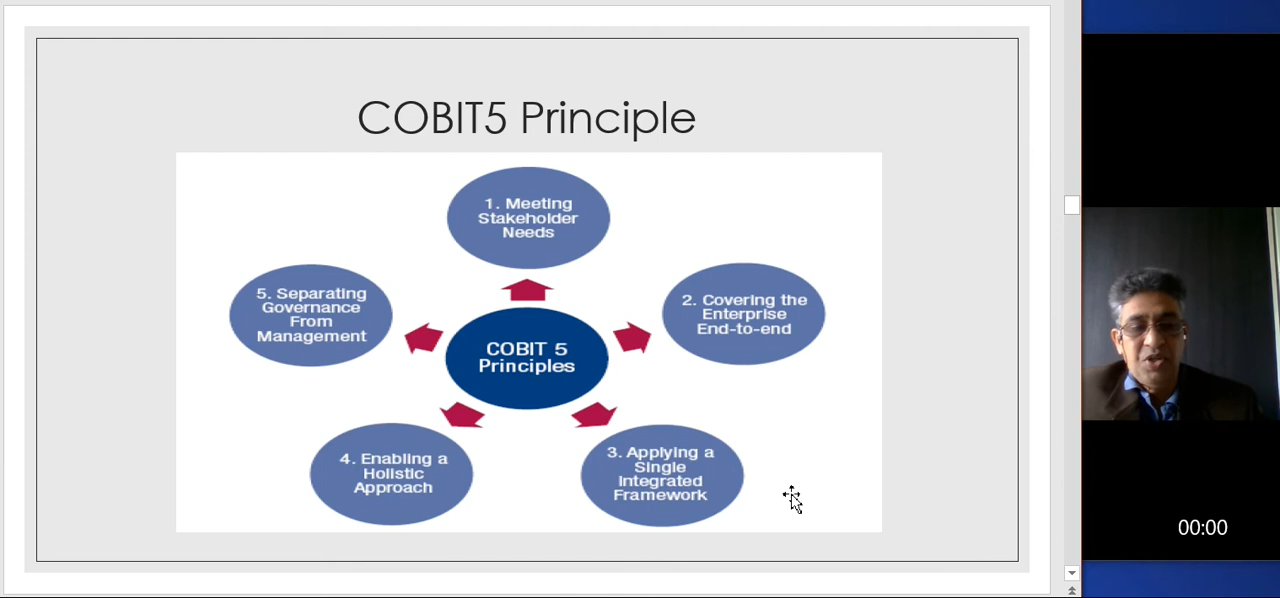 COBIT5 Principle
1. Meeting
Stakeholder
Needs
5. Separating
Governance
From
Management
2. Covering the
Enterprise
End-to-end
COBIT 5
Principles
4. Enabling a
Holistic
Approach
3. Applying a
Single
Integrated
Framework
00:00